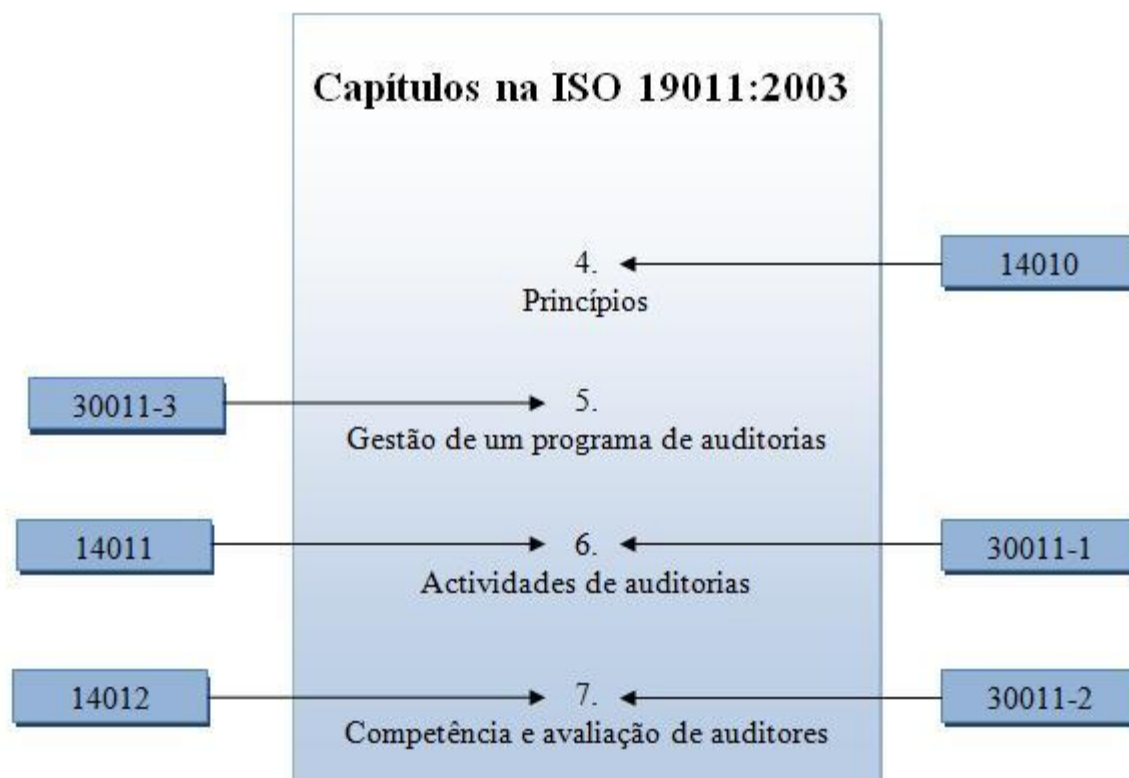 Capítulos na ISO 19011:2003
4.
14010
Princípios
30011-3
5.
Gestão de um programa de auditorias
14011
6.
30011-1
Actividades de auditorias
14012
7.
30011-2
Competência e avaliação de auditores